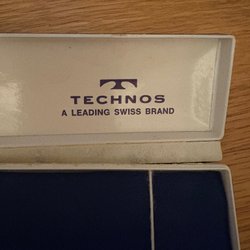 TECHNOS
A LEADING SWISS BRAND